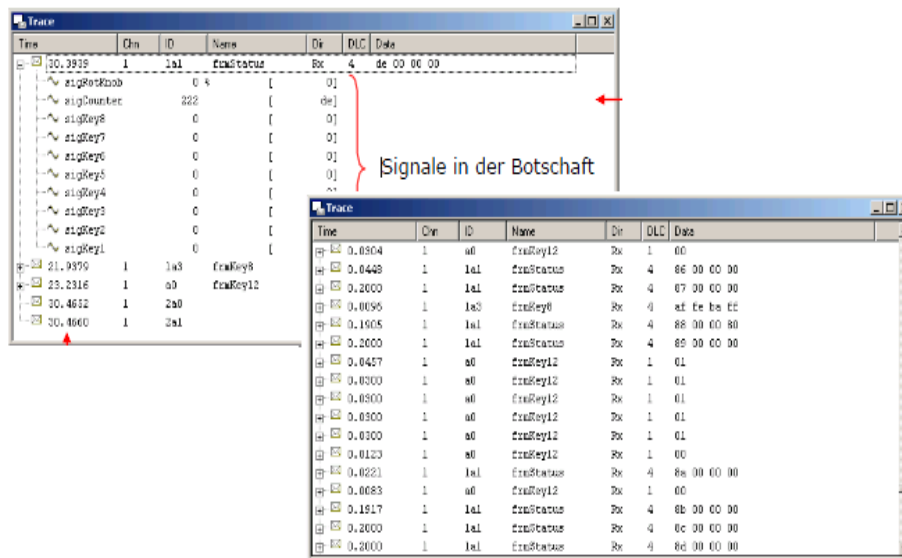 Trace
Time Chn ID Name Dir DLC Data
30.3939 1 1a1 frmStatus Rx 4 de 00 00 00
sigRotKnob 0 % [ 0]
sigCounter 222 [ de]
sigKey8 0 [ 0]
sigKey7 0 [ 0]
sigKey6 0 [ 0]
sigKey5 0 [ 0]
sigKey4 0 [
sigKey3 0 [
sigKey2 0 [
sigKey1 0 [
21.9379 1 1a3 frmKey8
23.2316 1 a0 frmKey12
30.4632 1 2a0
30.4660 1 2a1
Signale in der Botschaft
Trace
Time Chn ID Name Dir DLC Data
0.0304 1 a0 frmKey12 Rx 1 00
0.0448 1 1a1 frmStatus Rx 4 86 00 00 00
0.2000 1 1a1 frmStatus Rx 4 87 00 00 00
0.0095 1 1a3 frmKey8 Rx 4 af fe ba ff
0.1905 1 1a1 frmStatus Rx 4 88 00 00 80
0.2000 1 1a1 frmStatus Rx 4 89 00 00 00
0.0457 1 a0 frmKey12 Rx 1 01
0.0300 1 a0 frmKey12 Rx 1 01
0.0300 1 a0 frmKey12 Rx 1 01
0.0300 1 a0 frmKey12 Rx 1 01
0.0300 1 a0 frmKey12 Rx 1 01
0.0123 1 a0 frmKey12 Rx 1 00
0.0221 1 1a1 frmStatus Rx 4 8a 00 00 00
0.0083 1 a0 frmKey12 Rx 1 00
0.1917 1 1a1 frmStatus Rx 4 8b 00 00 00
0.2000 1 1a1 frmStatus Rx 4 8c 00 00 00
0.2000 1 1a1 frmStatus Rx 4 8d 00 00 00